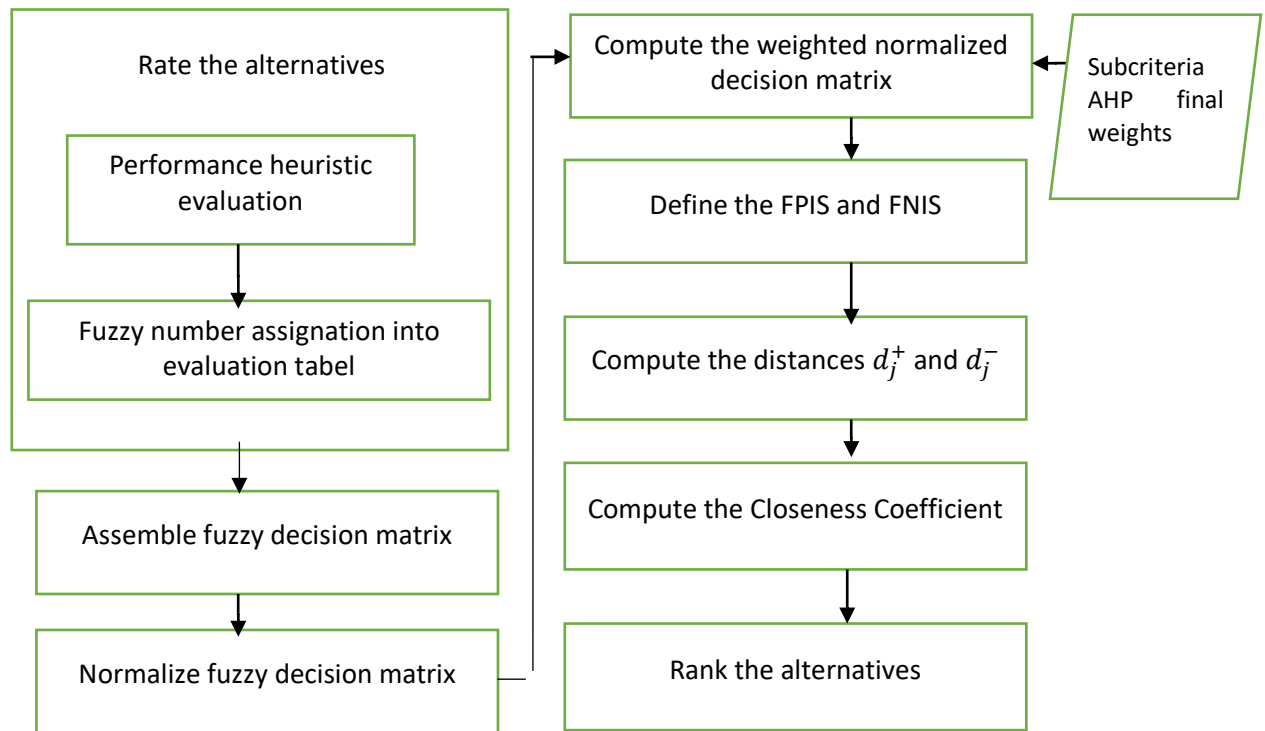 Rate the alternatives
Performance heuristic
evaluation
Fuzzy number assignation into
evaluation tabel
Assemble fuzzy decision matrix
Normalize fuzzy decision matrix
Compute the weighted normalized
decision matrix
Subcriteria
AHP final
weights
Define the FPIS and FNIS
Compute the distances $d_j^+$ and $d_j^-$
Compute the Closeness Coefficient
Rank the alternatives